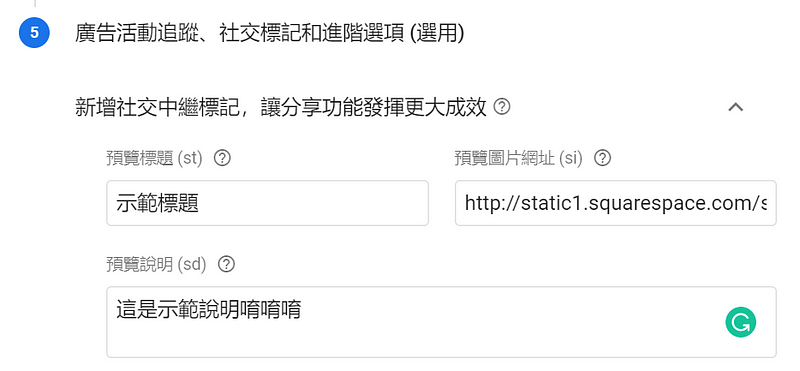 5 廣告活動追蹤、社交標記和進階選項 (選用)
新增社交中繼標記，讓分享功能發揮更大成效
預覽標題 (st) 預覽圖片網址 (si)
示範標題 http://static1.squarespace.com/s
預覽說明 (sd)
這是示範說明唷唷唷